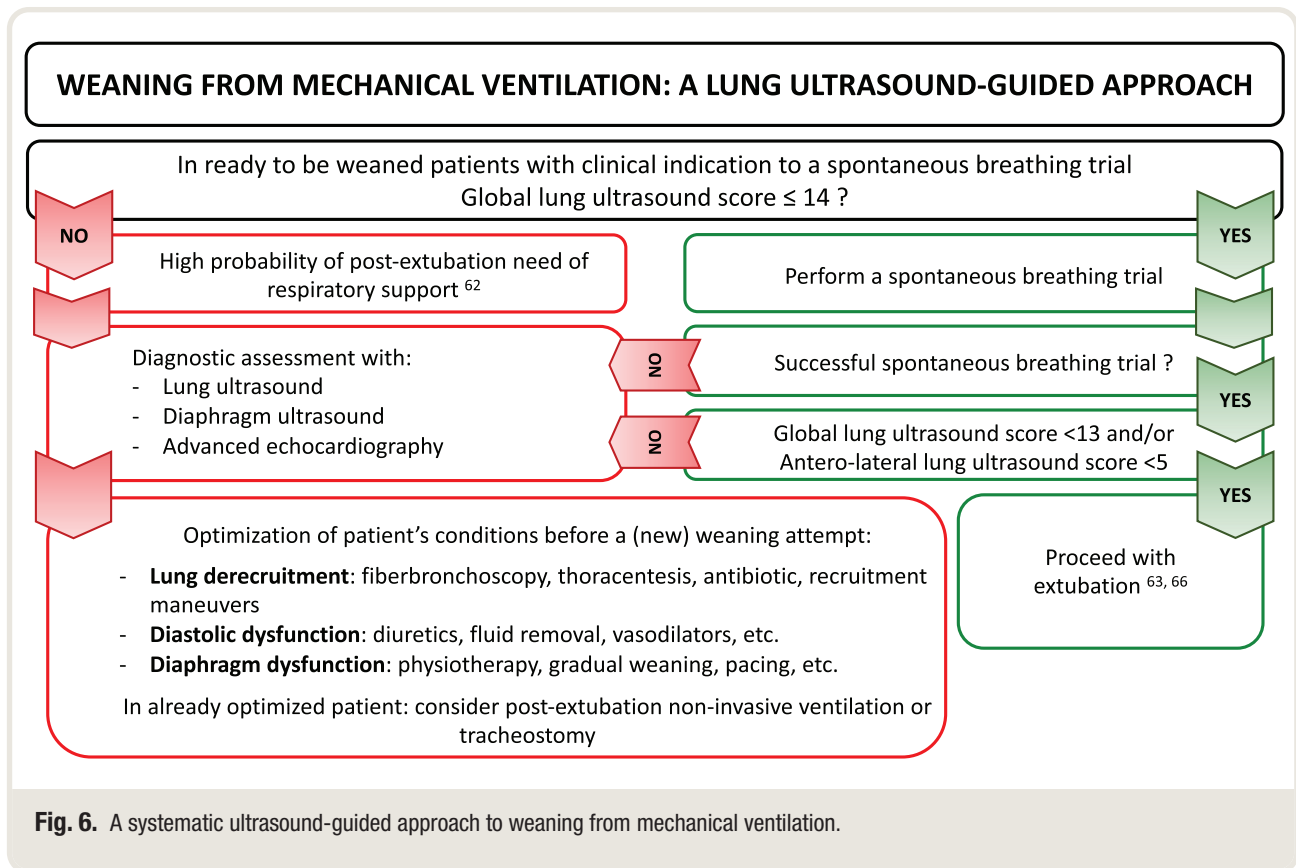 WEANING FROM MECHANICAL VENTILATION: A LUNG ULTRASOUND-GUIDED APPROACH
In ready to be weaned patients with clinical indication to a spontaneous breathing trial
Global lung ultrasound score ≤ 14 ?
NO
YES
High probability of post-extubation need of
respiratory support 62
Perform a spontaneous breathing trial
Diagnostic assessment with:
- Lung ultrasound
- Diaphragm ultrasound
- Advanced echocardiography
NO
Successful spontaneous breathing trial ?
YES
NO
Global lung ultrasound score <13 and/or
Antero-lateral lung ultrasound score <5
YES
Optimization of patient's conditions before a (new) weaning attempt:
- Lung derecruitment: fiberbronchoscopy, thoracentesis, antibiotic, recruitment
maneuvers
- Diastolic dysfunction: diuretics, fluid removal, vasodilators, etc.
- Diaphragm dysfunction: physiotherapy, gradual weaning, pacing, etc.
In already optimized patient: consider post-extubation non-invasive ventilation or
tracheostomy
Proceed with
extubation 63, 66
Fig. 6. A systematic ultrasound-guided approach to weaning from mechanical ventilation.